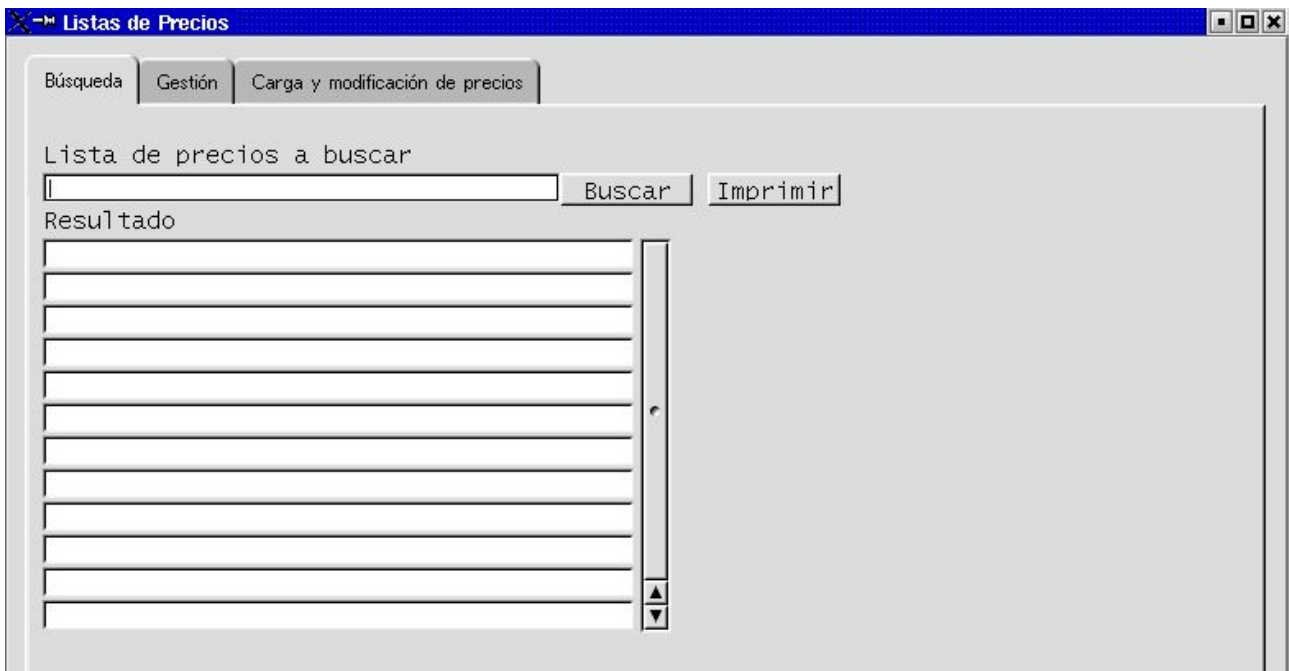 Listas de Precios
Búsqueda Gestión Carga y modificación de precios
Lista de precios a buscar
Buscar Imprimir
Resultado